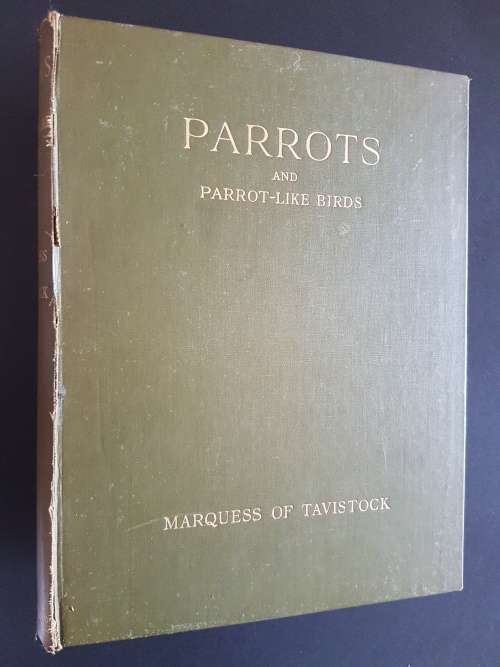 PARROTS
AND
PARROT-LIKE BIRDS
MARQUESS OF TAVISTOCK